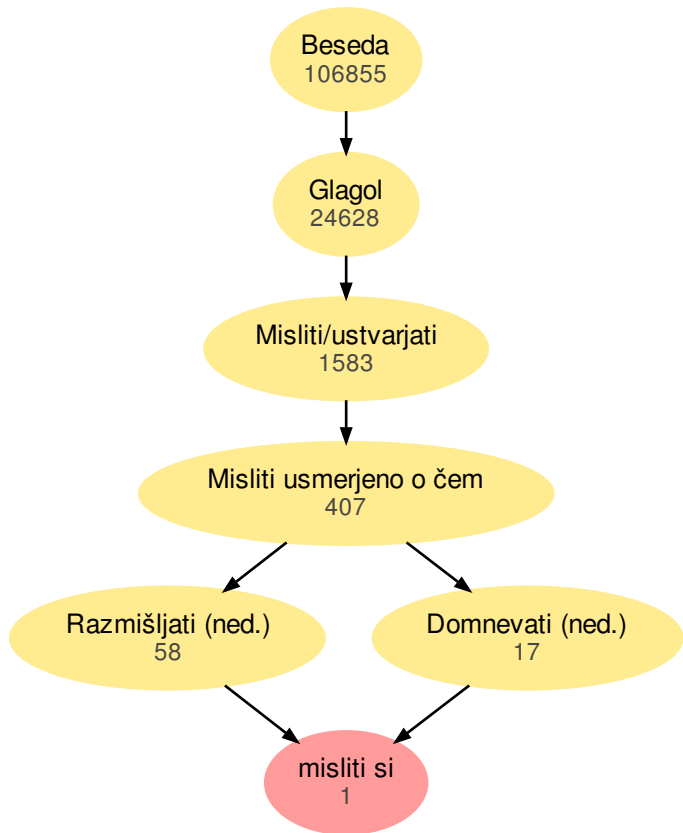 Beseda
106855
Glagol
24628
Misliti/ustvarjati
1583
Misliti usmerjeno o čem
407
Razmišljati (ned.)
58
Domnevati (ned.)
17
misliti si
1